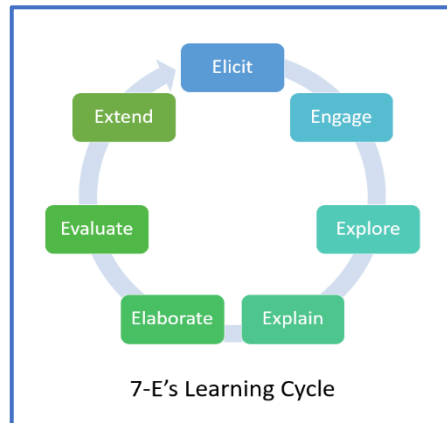 Elicit
Engage
Explore
Explain
Elaborate
Evaluate
Extend
7-E's Learning Cycle